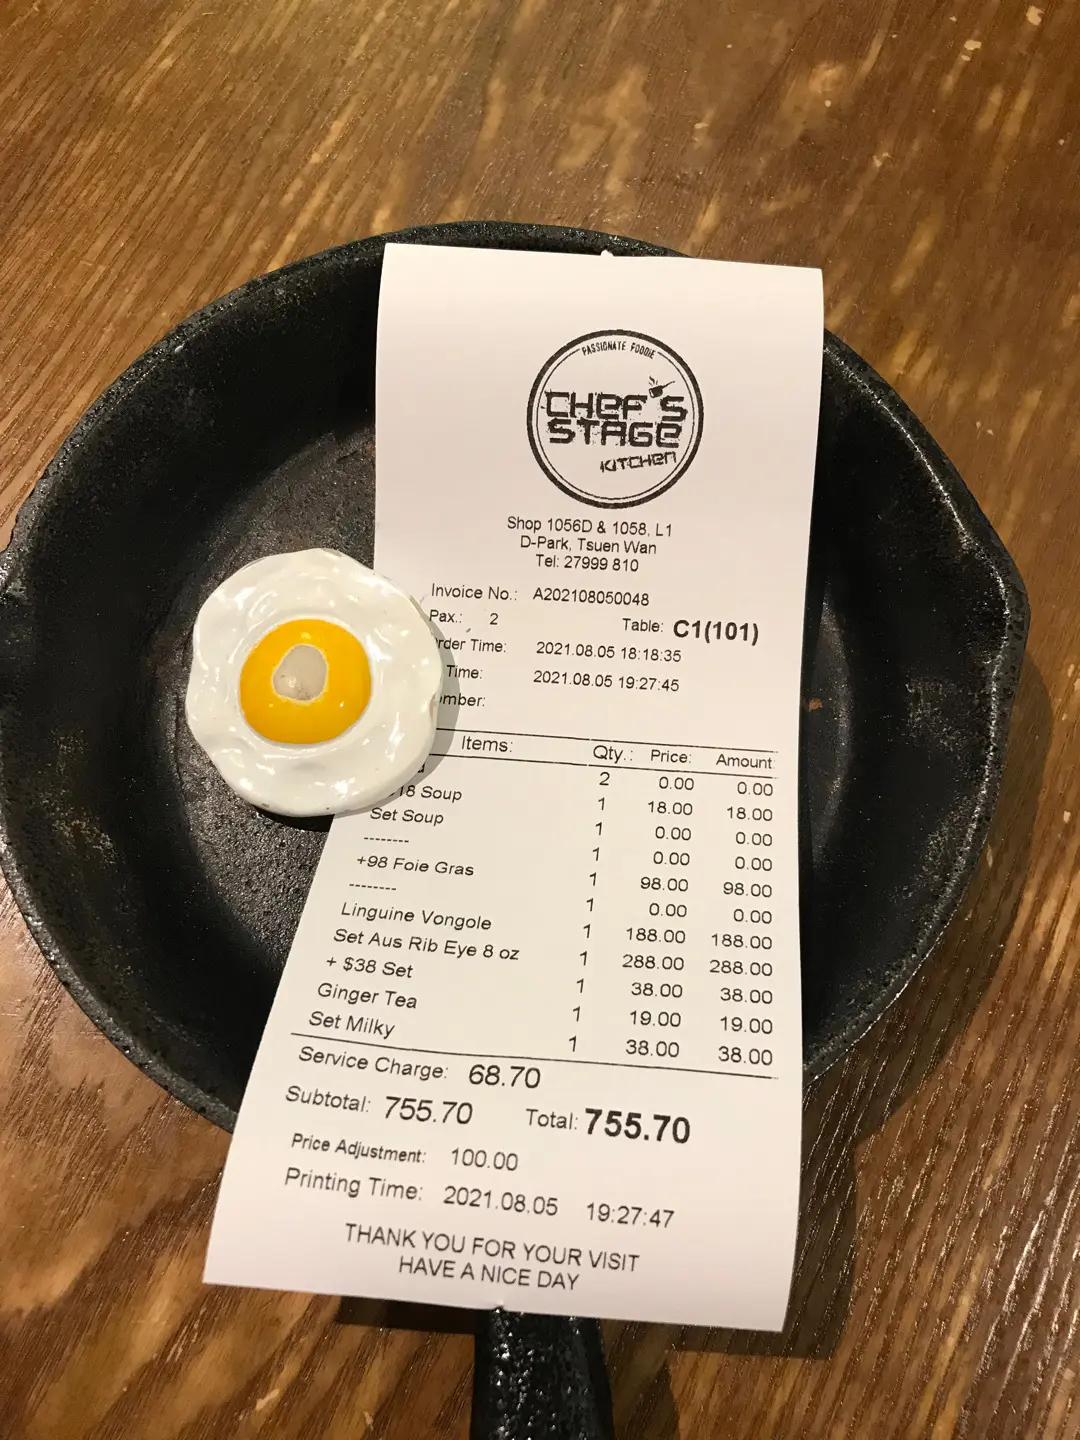 PASSIONATE FOODIE
CHEF'S
STAGE
KITCHEN
Shop 1056D & 1058, L1
D-Park, Tsuen Wan
Tel: 27999 810
Invoice No.: A202108050048
Pax.: 2 Table: C1(101)
rder Time: 2021.08.05 18:18:35
Time: 2021.08.05 19:27:45
mber:
Items: Qty.: Price: Amount
2 0.00 0.00
18 Soup 1 18.00 18.00
Set Soup 1 0.00 0.00
-------- 1 0.00 0.00
+98 Foie Gras 1 98.00 98.00
-------- 1 0.00 0.00
Linguine Vongole 1 188.00 188.00
Set Aus Rib Eye 8 oz 1 288.00 288.00
+ $38 Set 1 38.00 38.00
Ginger Tea 1 19.00 19.00
Set Milky 1 38.00 38.00
Service Charge: 68.70
Subtotal: 755.70 Total: 755.70
Price Adjustment: 100.00
Printing Time: 2021.08.05 19:27:47
THANK YOU FOR YOUR VISIT
HAVE A NICE DAY